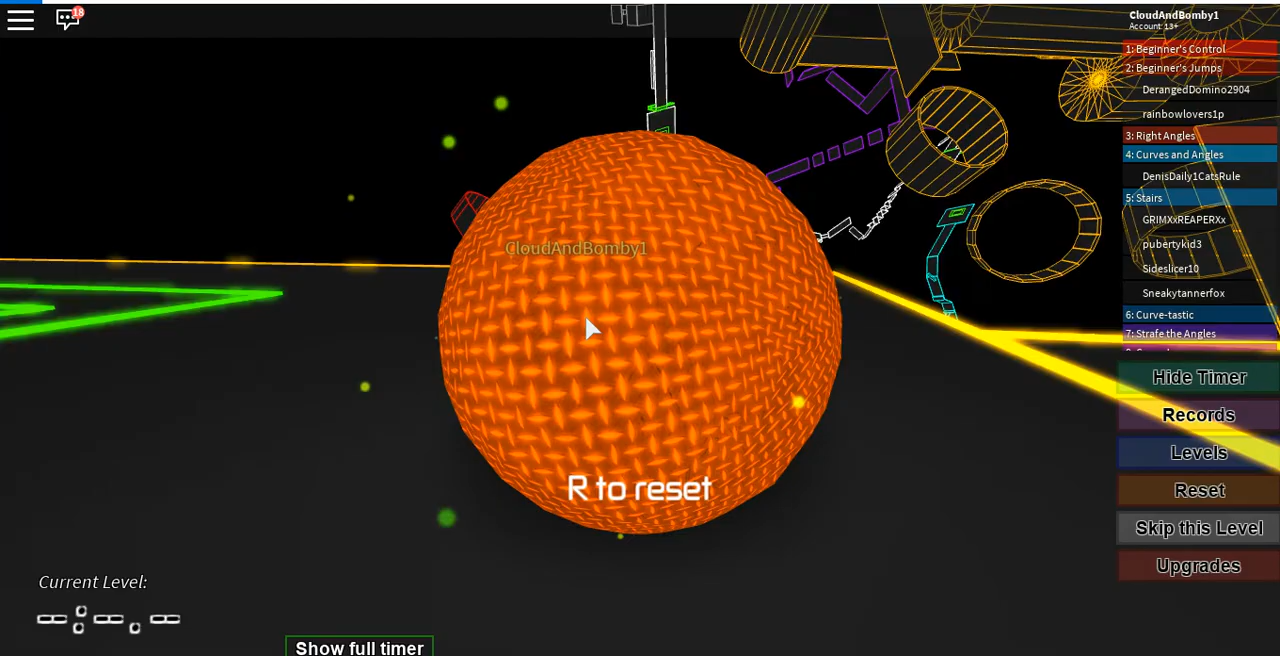 18
CloudAndBomby1
Account: 13+
1: Beginner's Control
2: Beginner's Jumps
DerangedDomino2904
rainbowlovers1p
3: Right Angles
4: Curves and Angles
DenisDaily1CatsRule
5: Stairs
GRIMXxREAPERXx
pubertykid3
Sideslicer10
Sneakytannerfox
6: Curve-tastic
7: Strafe the Angles
CloudAndBomby1
Hide Timer
Records
Levels
R to reset
Reset
Skip this Level
Upgrades
Current Level:
Show full timer